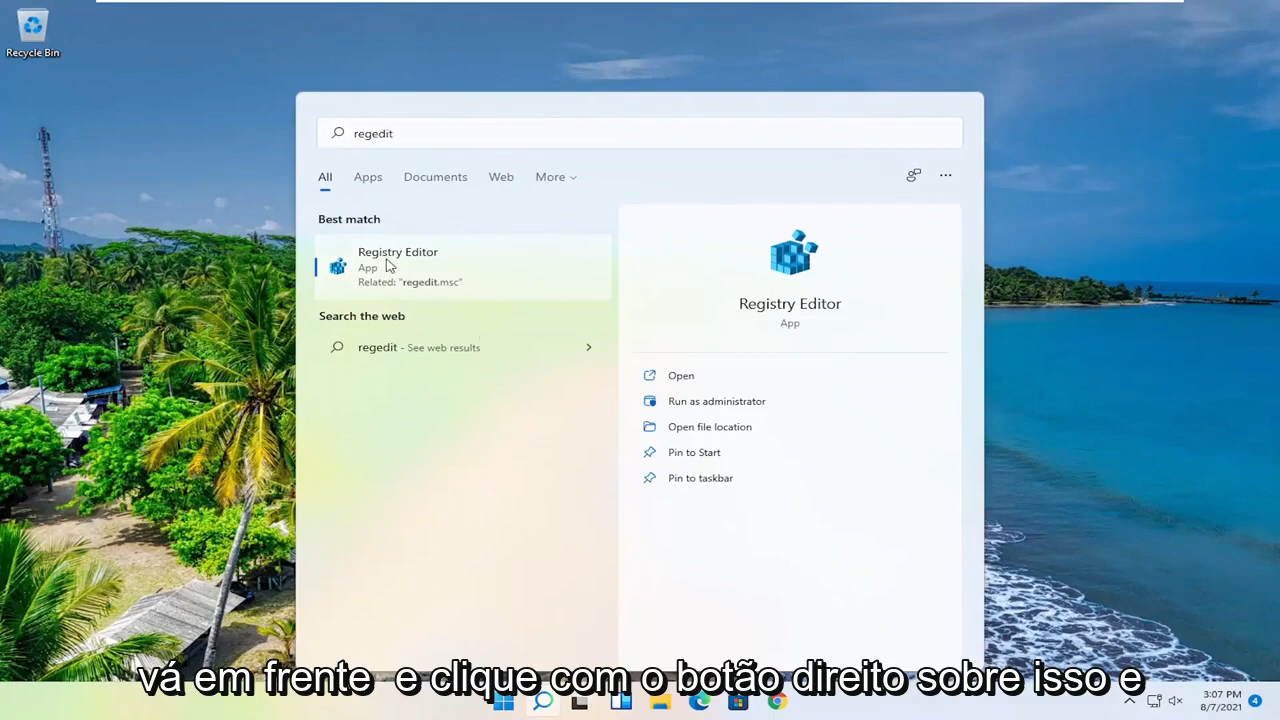 Recycle Bin
regedit
All Apps Documents Web More
Best match
Registry Editor
App
Related: "regedit.msc"
Search the web
regedit - See web results
Registry Editor
App
Open
Run as administrator
Open file location
Pin to Start
Pin to taskbar
vá em frente e clique com o botão direito sobre isso e
3:07 PM
8/7/2021
4